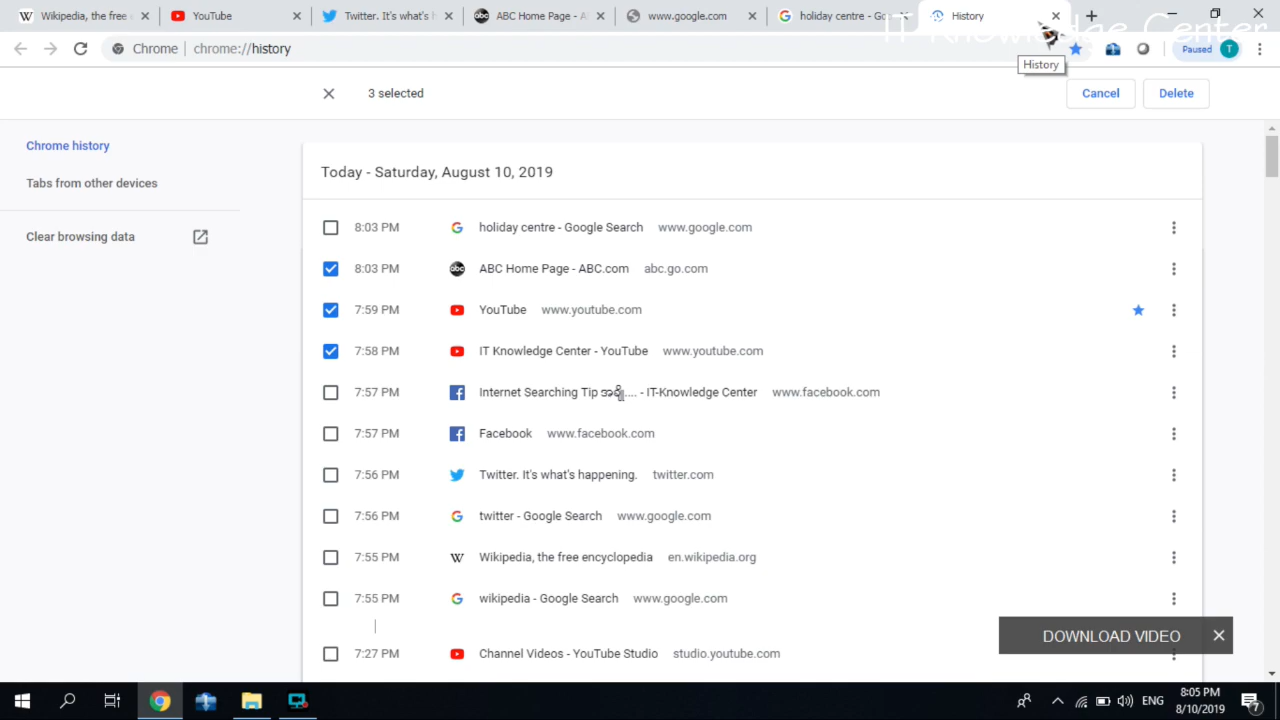 Wikipedia, the free e
YouTube
Twitter. It's what's h
ABC Home Page - A
www.google.com
holiday centre - Go
History
IT Knowledge Center
Chrome | chrome://history
Paused T
History
3 selected
Cancel
Delete
Chrome history
Tabs from other devices
Clear browsing data
Today - Saturday, August 10, 2019
8:03 PM holiday centre - Google Search www.google.com
8:03 PM ABC Home Page - ABC.com abc.go.com
7:59 PM YouTube www.youtube.com
7:58 PM IT Knowledge Center - YouTube www.youtube.com
7:57 PM Internet Searching Tip အချို့.... - IT-Knowledge Center www.facebook.com
7:57 PM Facebook www.facebook.com
7:56 PM Twitter. It's what's happening. twitter.com
7:56 PM twitter - Google Search www.google.com
7:55 PM Wikipedia, the free encyclopedia en.wikipedia.org
7:55 PM wikipedia - Google Search www.google.com
DOWNLOAD VIDEO
7:27 PM Channel Videos - YouTube Studio studio.youtube.com
ENG
8:05 PM
8/10/2019
7